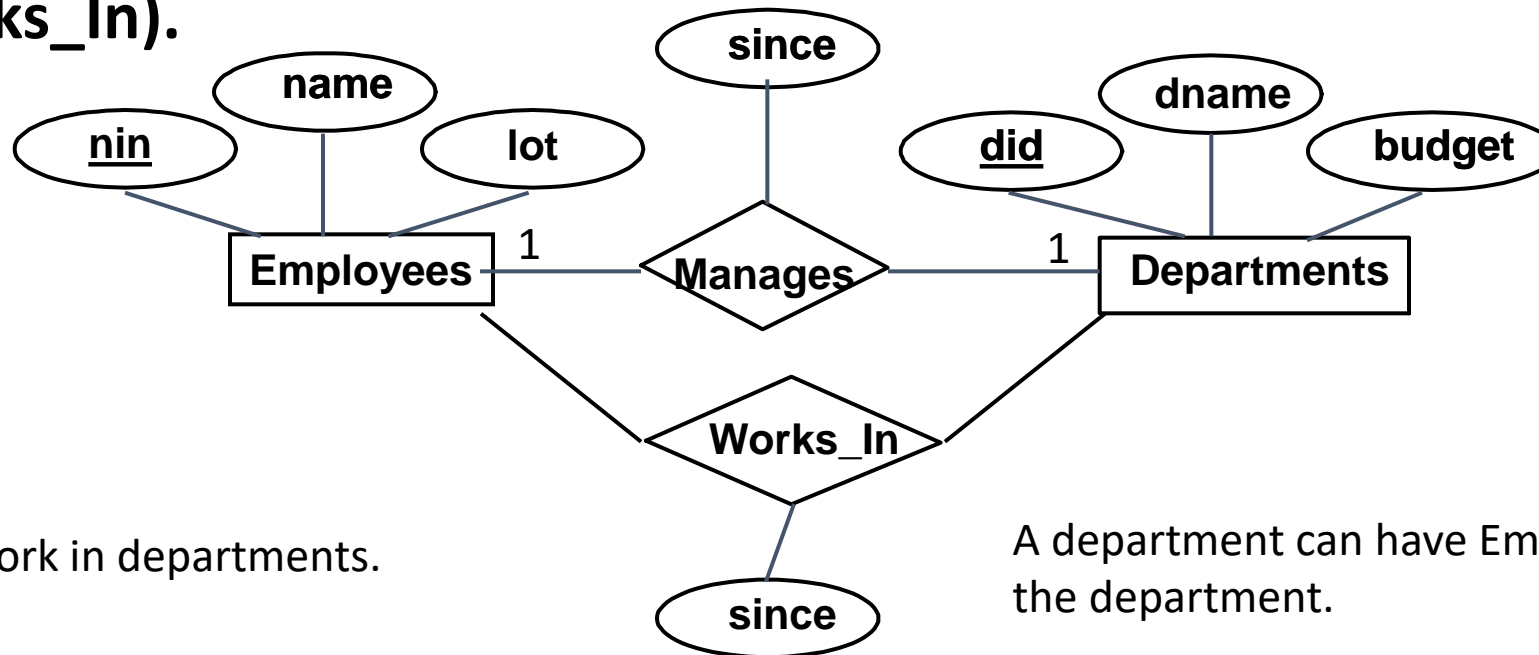 ks_In).
since
name
dname
nin
lot
did
budget
1
1
Employees
Manages
Departments
Works_In
ork in departments.
A department can have Em
the department.
since